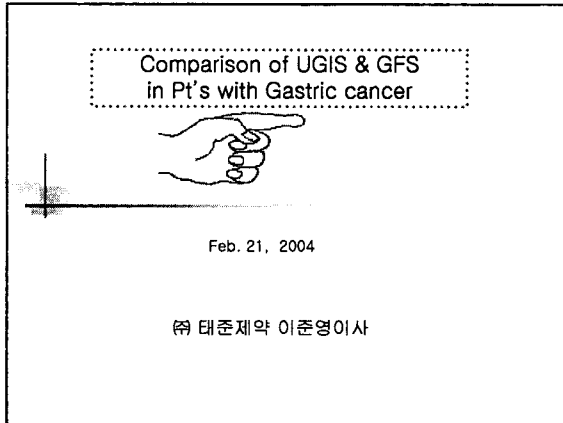 Comparison of UGIS & GFS
in Pt's with Gastric cancer
Feb. 21, 2004
㈜ 태준제약 이준영이사